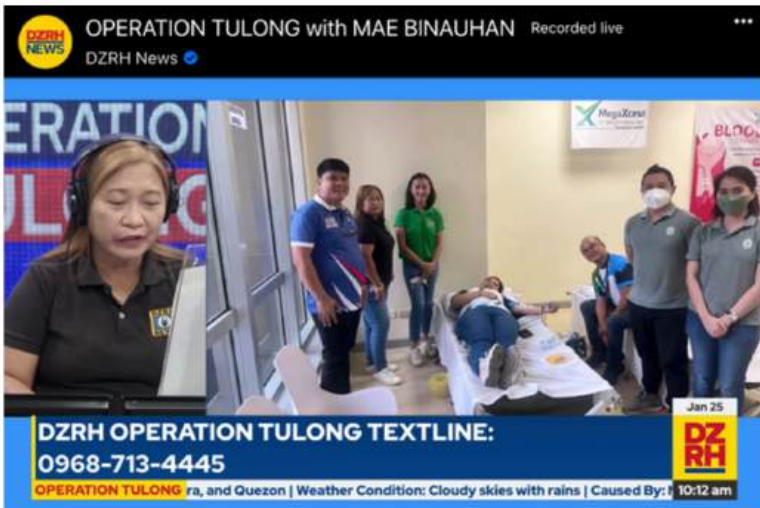 DZRH
NEWS
OPERATION TULONG with MAE BINAUHAN Recorded live
DZRH News
ERATION
MegaXcess
BLOOD
DZRH OPERATION TULONG TEXTLINE:
0968-713-4445
Jan 25
DZ
RH
OPERATION TULONG ra, and Quezon | Weather Condition: Cloudy skies with rains | Caused By:
10:12 am